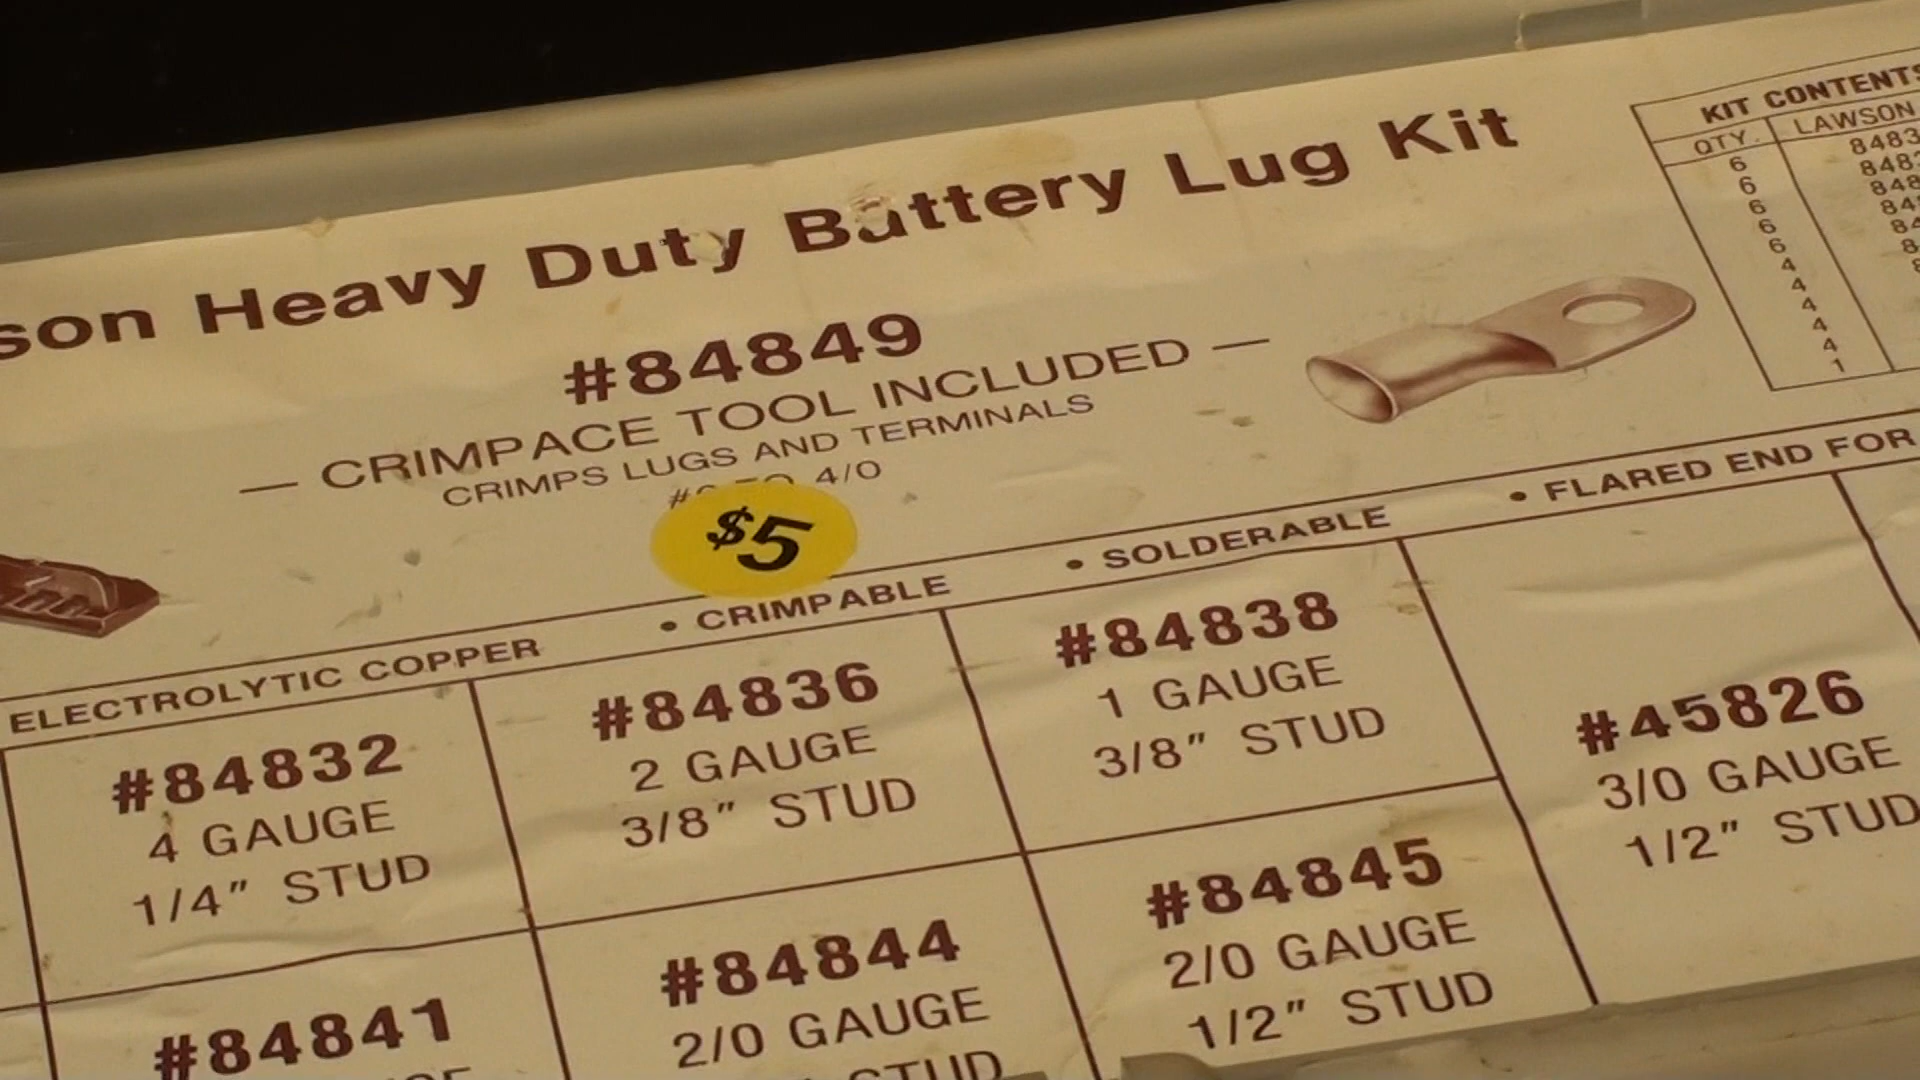 son Heavy Duty Battery Lug Kit
#84849
— CRIMPACE TOOL INCLUDED —
CRIMPS LUGS AND TERMINALS
4/0
$5
KIT CONTENTS
QTY. LAWSON
6
6
6
6
6
4
4
4
4
4
1
ELECTROLYTIC COPPER • CRIMPABLE • SOLDERABLE • FLARED END FOR
#84832
4 GAUGE
1/4" STUD
#84836
2 GAUGE
3/8" STUD
#84838
1 GAUGE
3/8" STUD
#45826
3/0 GAUGE
1/2" STUD
#84841
#84844
2/0 GAUGE
STUD
#84845
2/0 GAUGE
1/2" STUD